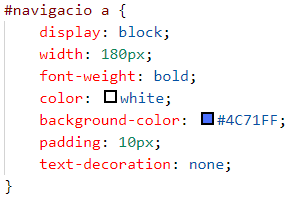 #navigacio a {
display: block;
width: 180px;
font-weight: bold;
color: white;
background-color: #4C71FF;
padding: 10px;
text-decoration: none;
}